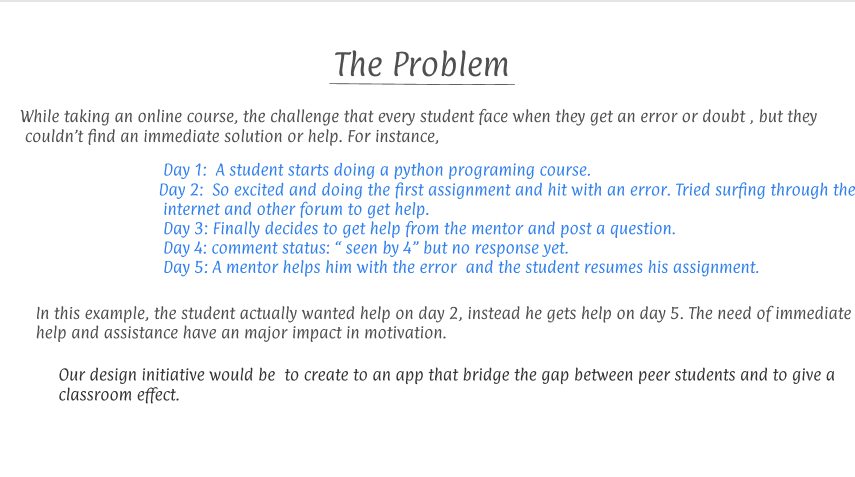 The Problem
While taking an online course, the challenge that every student face when they get an error or doubt , but they
couldn't find an immediate solution or help. For instance,
Day 1: A student starts doing a python programing course.
Day 2: So excited and doing the first assignment and hit with an error. Tried surfing through the
internet and other forum to get help.
Day 3: Finally decides to get help from the mentor and post a question.
Day 4: comment status: “ seen by 4” but no response yet.
Day 5: A mentor helps him with the error and the student resumes his assignment.
In this example, the student actually wanted help on day 2, instead he gets help on day 5. The need of immediate
help and assistance have an major impact in motivation.
Our design initiative would be to create to an app that bridge the gap between peer students and to give a
classroom effect.